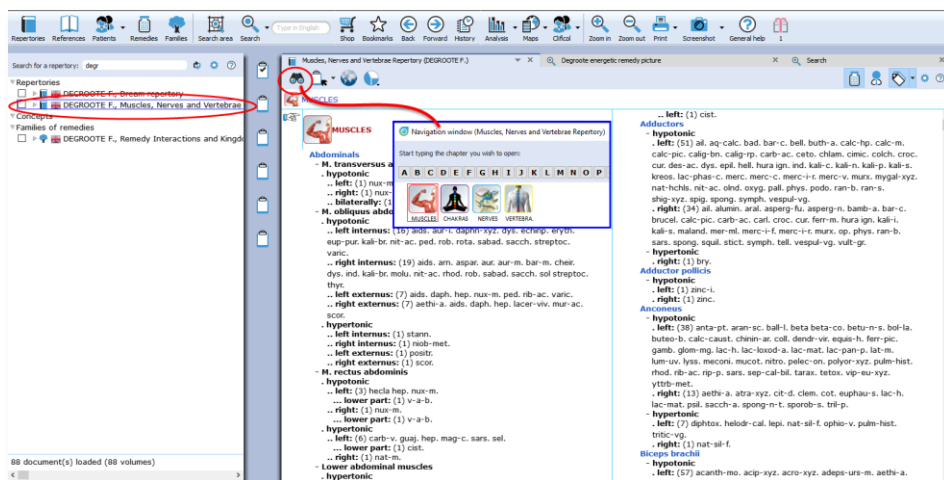 Repertories References Patients Remedies Families Search area Search Type in English Shop Bookmarks Back Forward History Analysis Maps Clificol Zoom in Zoom out Print Screenshot General help 1
Search for a repertory: degr
Repertories
DEGROOTE F., Dream repertory
DEGROOTE F., Muscles, Nerves and Vertebrae
Concepts
Families of remedies
DEGROOTE F., Remedy Interactions and Kingdo
88 document(s) loaded (88 volumes)
Muscles, Nerves and Vertebrae Repertory (DEGROOTE F.) X Degroote energetic remedy picture X Search
MUSCLES
MUSCLES
Abdominals
- M. transversus a
. hypotonic
.. left: (1) nux-m
.. right: (1) nux-
.. bilaterally: (1
- M. obliquus abdo
. hypotonic
.. left internus: (16) aids. aur-i. daphn-xyz. dys. echinp. eryth.
eup-pur. kali-br. nit-ac. ped. rob. rota. sabad. sacch. streptoc.
varic.
.. right internus: (19) aids. arn. aspar. aur. aur-m. bar-m. cheir.
dys. ind. kali-br. molu. nit-ac. rhod. rob. sabad. sacch. sol streptoc.
thyr.
.. left externus: (7) aids. daph. hep. nux-m. ped. rib-ac. varic.
.. right externus: (7) aethi-a. aids. daph. hep. lacer-viv. mur-ac.
scor.
. hypertonic
.. left internus: (1) stann.
.. right internus: (1) niob-met.
.. left externus: (1) positr.
.. right externus: (1) scor.
- M. rectus abdominis
. hypotonic
.. left: (3) hecla hep. nux-m.
... lower part: (1) v-a-b.
.. right: (1) nux-m.
... lower part: (1) v-a-b.
. hypertonic
.. left: (6) carb-v. guaj. hep. mag-c. sars. sel.
... lower part: (1) cist.
.. right: (1) nat-m.
- Lower abdominal muscles
. hypertonic
Navigation window (Muscles, Nerves and Vertebrae Repertory)
Start typing the chapter you wish to open:
A B C D E F G H I J K L M N O P
MUSCLES CHAKRAS NERVES VERTEBRA.
.. left: (1) cist.
Adductors
- hypotonic
. left: (51) ail. aq-calc. bad. bar-c. bell. buth-a. calc-hp. calc-m.
calc-pic. calig-bn. calig-rp. carb-ac. ceto. chlam. cimic. colch. croc.
cur. des-ac. dys. epil. hell. hura ign. ind. kali-c. kali-n. kali-p. kali-s.
kreos. lac-phas-c. merc. merc-c. merc-i-r. merc-v. murx. mygal-xyz.
nat-hchls. nit-ac. olnd. oxyg. pall. phys. podo. ran-b. ran-s.
shig-xyz. spig. spong. symph. vespul-vg.
. right: (34) ail. alumin. aral. asperg-fu. asperg-n. bamb-a. bar-c.
brucel. calc-pic. carb-ac. carl. croc. cur. ferr-m. hura ign. kali-i.
kali-s. maland. mer-ml. merc-i-f. merc-i-r. murx. op. phys. ran-b.
sars. spong. squil. stict. symph. tell. vespul-vg. vult-gr.
- hypertonic
. right: (1) bry.
Adductor pollicis
- hypotonic
. left: (1) zinc-i.
. right: (1) zinc.
Anconeus
- hypotonic
. left: (38) anta-pt. aran-sc. ball-l. beta beta-co. betu-n-s. bol-la.
buteo-b. calc-caust. chinin-ar. coll. dendr-vir. equis-h. ferr-pic.
gamb. glom-mg. lac-h. lac-loxod-a. lac-mat. lac-pan-p. lat-m.
lum-uv. lyss. meconi. mucot. nitro. pelec-on. polyor-xyz. pulm-hist.
rhod. rib-ac. rip-p. sars. sep-cal-bil. tarax. tetox. vip-eu-xyz.
yttrb-met.
. right: (13) aethi-a. atra-xyz. cit-d. clem. cot. euphau-s. lac-h.
lac-mat. psil. sacch-a. spong-n-t. sporob-s. tril-p.
- hypertonic
. left: (7) diphtox. helodr-cal. lepi. nat-sil-f. ophio-v. pulm-hist.
tritic-vg.
. right: (1) nat-sil-f.
Biceps brachii
- hypotonic
. left: (57) acanth-mo. acip-xyz. acro-xyz. adeps-urs-m. aethi-a.